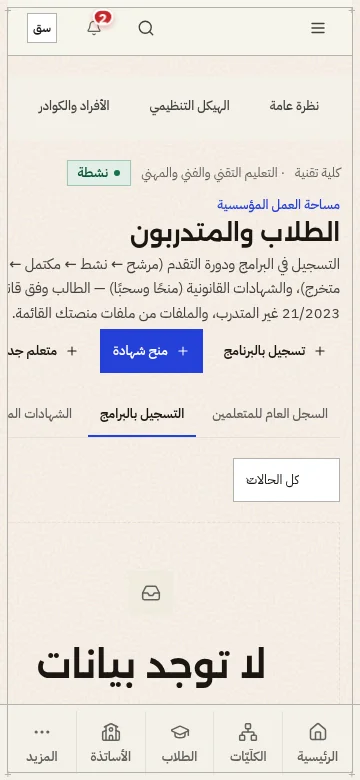 سق
2
نظرة عامة
الهيكل التنظيمي
الأفراد والكوادر
كلية تقنية · التعليم التقني والفني والمهني
نشطة
مساحة العمل المؤسسية
الطلاب والمتدربون
التسجيل في البرامج ودورة التقدم (مرشح ← نشط ← مكتمل ←
متخرج)، والشهادات القانونية (منحًا وسحبًا) — الطالب وفق
21/2023 غير المتدرب، والملفات من ملفات منصتك القائمة.
+ تسجيل بالبرنامج
+ منح شهادة
+ متعلم
السجل العام للمتعلمين
التسجيل بالبرامج
الشهادات
كل الحالات
لا توجد بيانات
الرئيسية
الكليّات
الطلاب
الأساتذة
المزيد